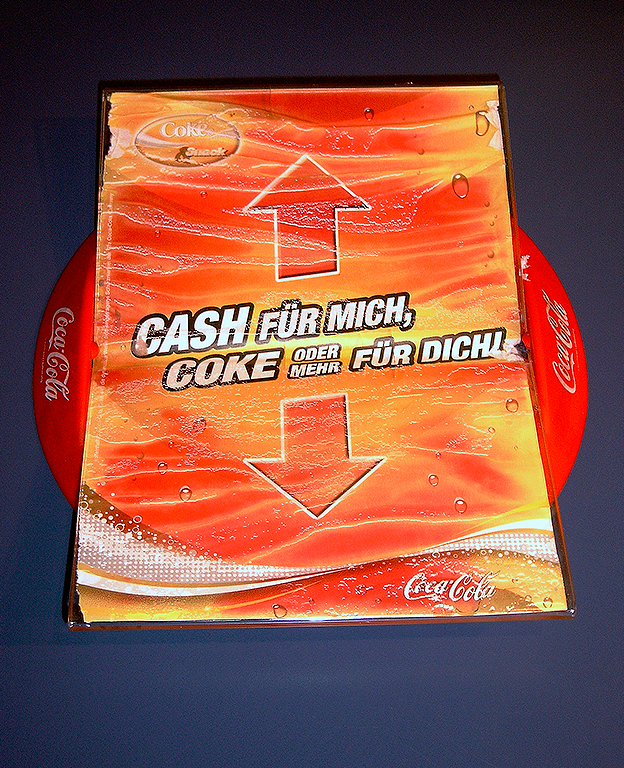 Coke
Snack
CASH FÜR MICH,
COKE ODER MEHR FÜR DICH!
Coca-Cola
Coca-Cola
Coca-Cola